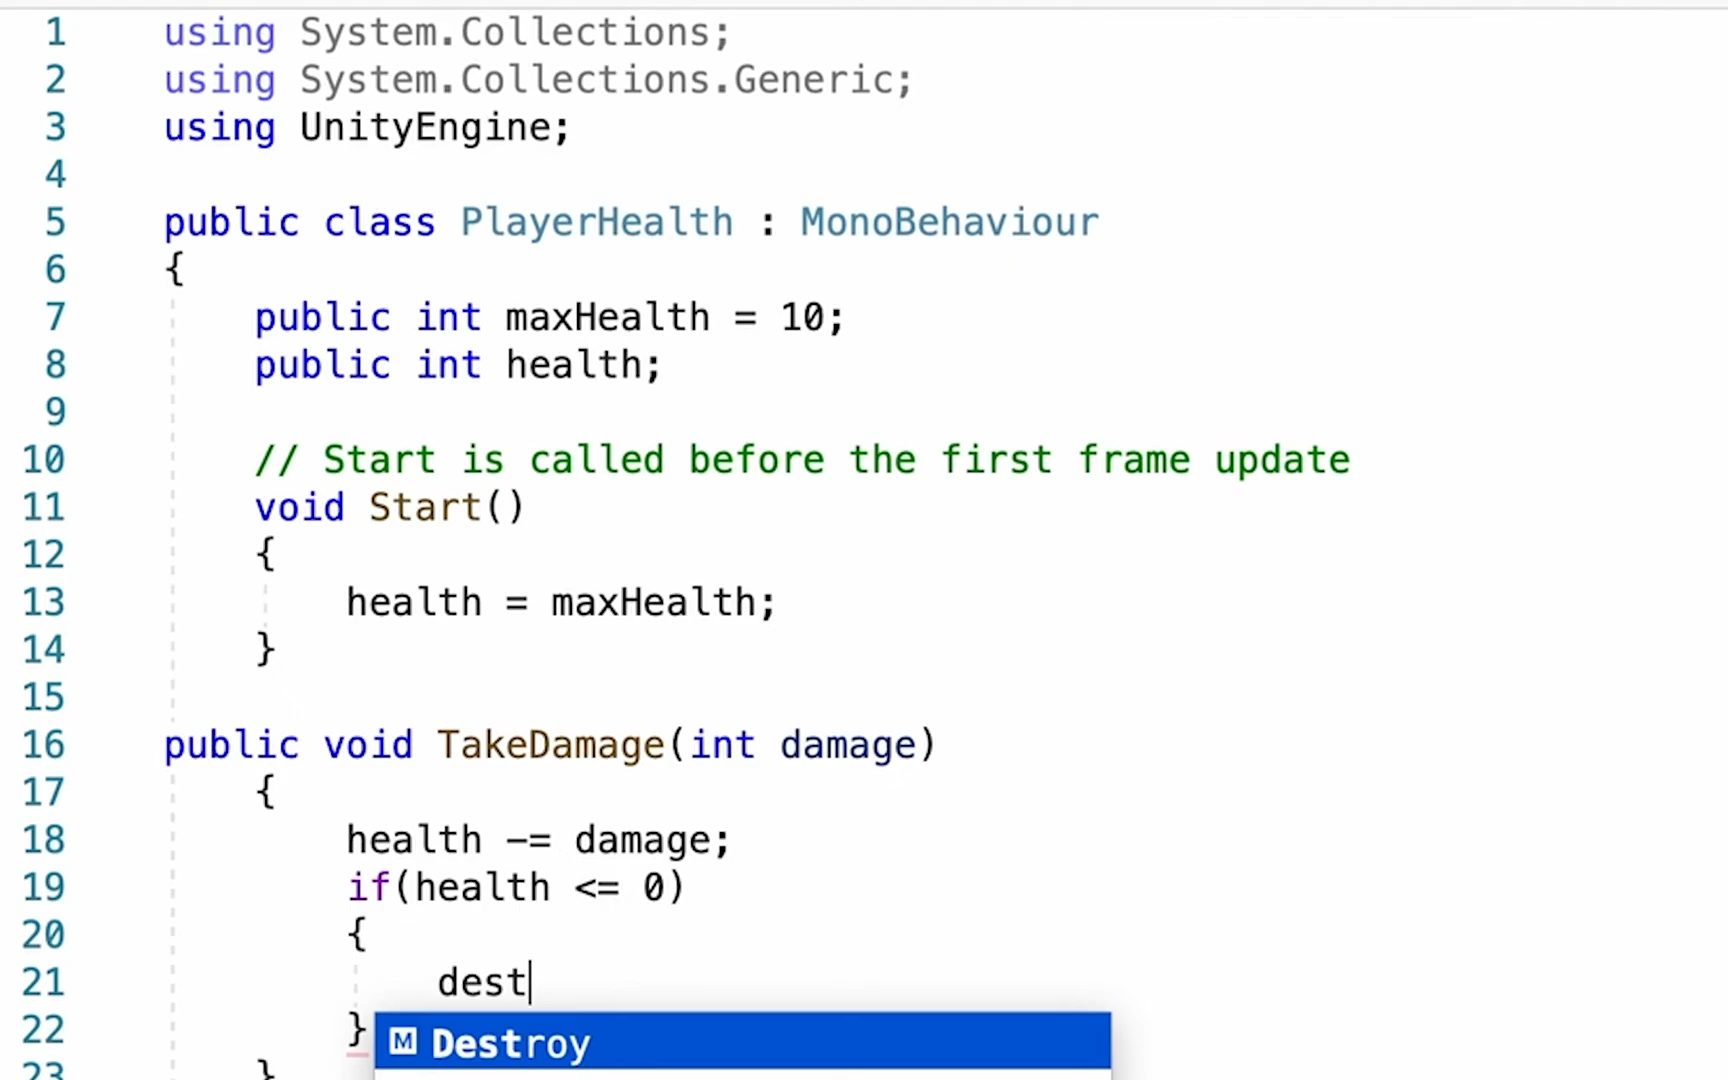 1 using System.Collections;
2 using System.Collections.Generic;
3 using UnityEngine;
4
5 public class PlayerHealth : MonoBehaviour
6 {
7 public int maxHealth = 10;
8 public int health;
9
10 // Start is called before the first frame update
11 void Start()
12 {
13 health = maxHealth;
14 }
15
16 public void TakeDamage(int damage)
17 {
18 health -= damage;
19 if(health <= 0)
20 {
21 dest
22 }
M Destroy
23 }